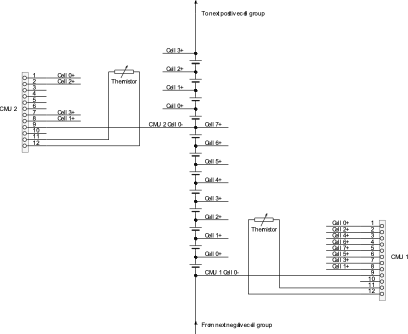 To next positive cell group
Cell 3+
Cell 2+
Cell 1+
Cell 0+
CMU 2 Cell 0- Cell 7+
Cell 6+
Cell 5+
Cell 4+
Cell 3+
Cell 2+
Cell 1+
Cell 0+
CMU 1 Cell 0-
From next negative cell group
CMU 2
1 Cell 0+
2 Cell 2+
3
4
5
6
7 Cell 3+
8 Cell 1+
9
10
11
12
Thermistor
Thermistor
Cell 0+ 1
Cell 2+ 2
Cell 4+ 3
Cell 6+ 4
Cell 7+ 5
Cell 5+ 6
Cell 3+ 7
Cell 1+ 8
9
10
11
12
CMU 1